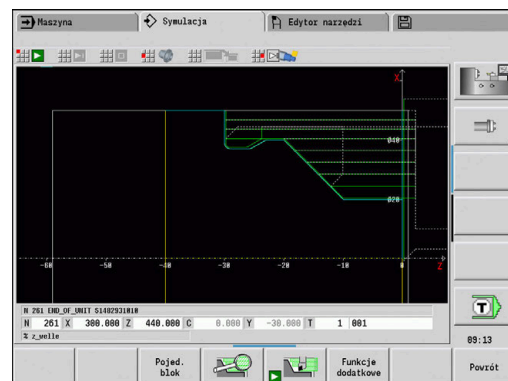 Maszyna Symulacja Edytor narzędzi
X
Ø40
Ø20
-60 -50 -40 -30 -20 -10 0 Z
N 261 END_OF_UNIT S1402931010
N 261 X 300.000 Z 440.000 C 0.000 Y -30.000 T 1 001
% z_welle
T
09:13
Pojed. blok
Funkcje dodatkowe
Powrót